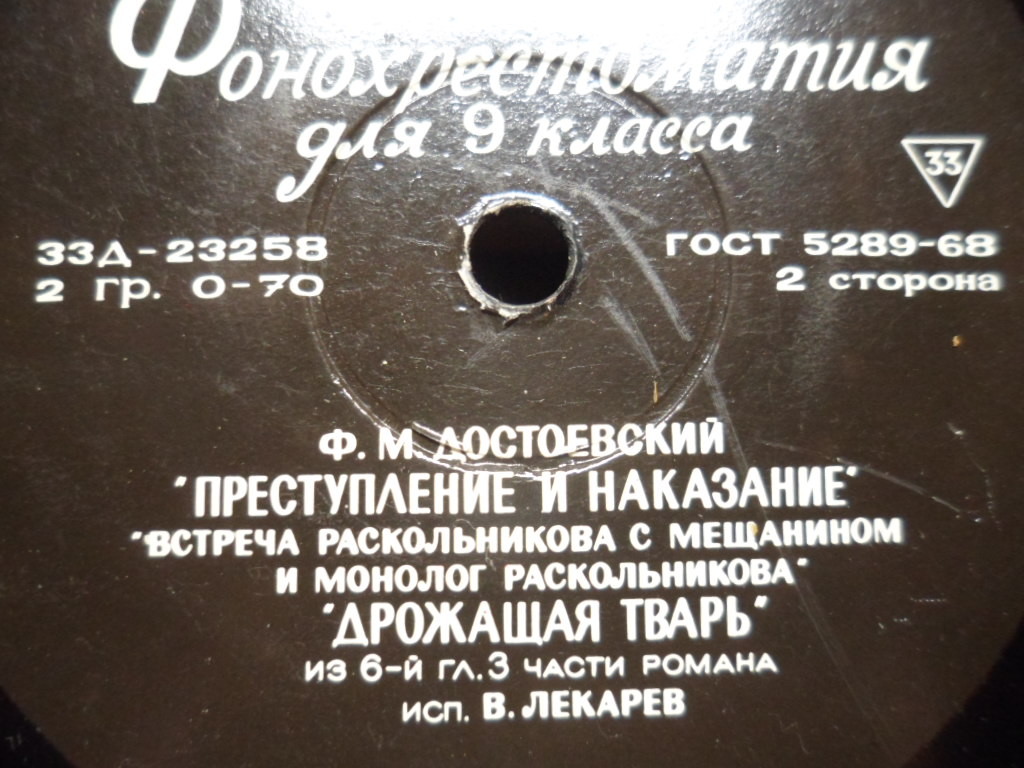 Фонохрестоматия
для 9 класса
33
33Д-23258
2 гр. 0-70
ГОСТ 5289-68
2 сторона
Ф. М. ДОСТОЕВСКИЙ
"ПРЕСТУПЛЕНИЕ И НАКАЗАНИЕ"
"ВСТРЕЧА РАСКОЛЬНИКОВА С МЕЩАНИНОМ
И МОНОЛОГ РАСКОЛЬНИКОВА"
"ДРОЖАЩАЯ ТВАРЬ"
ИЗ 6-й ГЛ. 3 ЧАСТИ РОМАНА
ИСП. В. ЛЕКАРЕВ